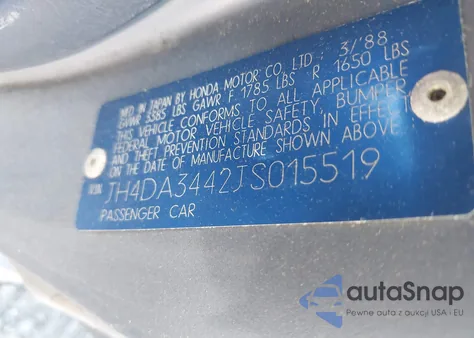 MFD. IN JAPAN BY HONDA MOTOR CO., LTD., 3/'88
GVWR 3385 LBS GAWR F 1785 LBS R 1650 LBS
THIS VEHICLE CONFORMS TO ALL APPLICABLE
FEDERAL MOTOR VEHICLE SAFETY, BUMPER
AND THEFT PREVENTION STANDARDS IN EFFECT
ON THE DATE OF MANUFACTURE SHOWN ABOVE.
VIN: JH4DA3442JS015519
PASSENGER CAR
autaSnap
Pewne auta z aukcji USA i EU